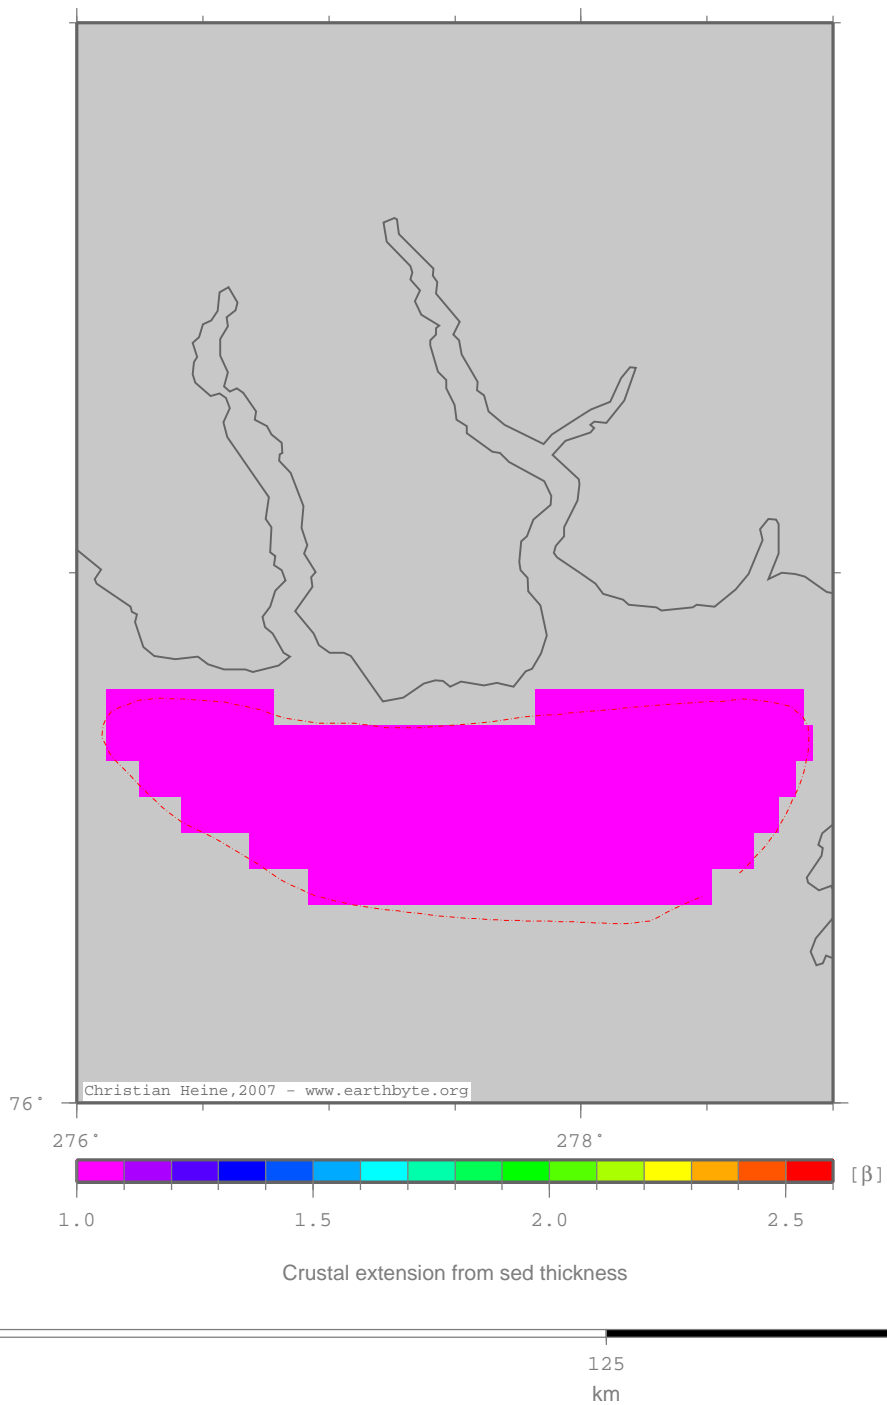 Christian Heine,2007 - www.earthbyte.org
76°
276° 278°
[β]
1.0 1.5 2.0 2.5
Crustal extension from sed thickness
125
km